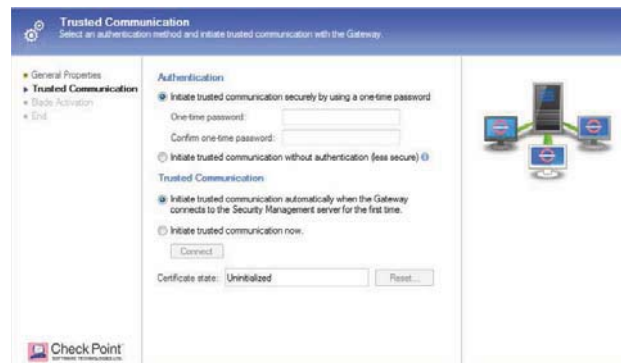 Trusted Communication
Select an authentication method and initiate trusted communication with the Gateway.
General Properties
Trusted Communication
Blade Activation
End
Authentication
Initiate trusted communication securely by using a one-time password
One-time password:
Confirm one-time password:
Initiate trusted communication without authentication (less secure)
Trusted Communication
Initiate trusted communication automatically when the Gateway
connects to the Security Management server for the first time.
Initiate trusted communication now.
Connect
Certificate state: Uninitialized Reset...
Check Point
SOFTWARE TECHNOLOGIES LTD.